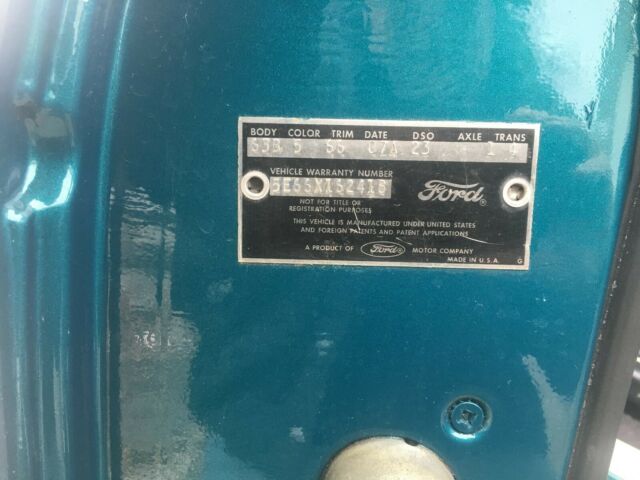 BODY COLOR TRIM DATE DSO AXLE TRANS
5 07A 23 1 4
VEHICLE WARRANTY NUMBER
Ford
NOT FOR TITLE OR
REGISTRATION PURPOSES
THIS VEHICLE IS MANUFACTURED UNDER UNITED STATES
AND FOREIGN PATENTS AND PATENT APPLICATIONS
A PRODUCT OF Ford MOTOR COMPANY
MADE IN U.S.A. G